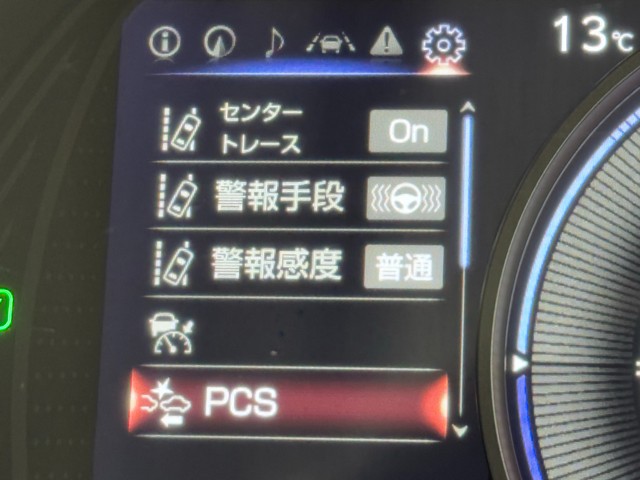 13℃
センター
トレース
On
警報手段
警報感度
普通
PCS